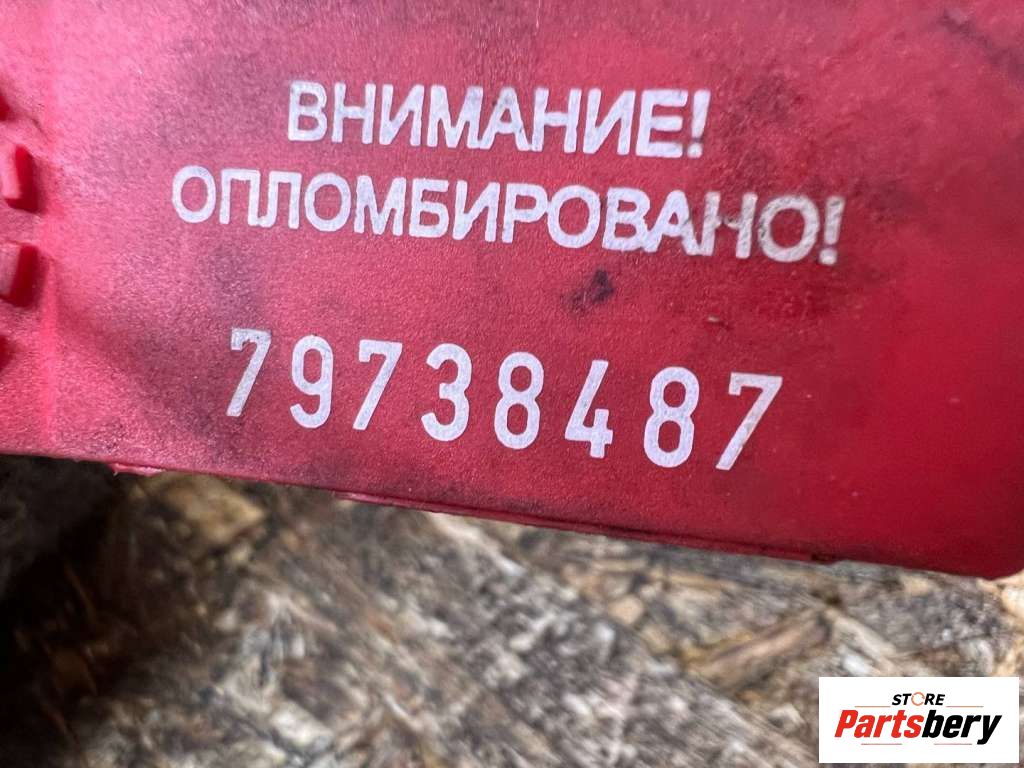 ВНИМАНИЕ!
ОПЛОМБИРОВАНО!
79738487
STORE
Partsbery